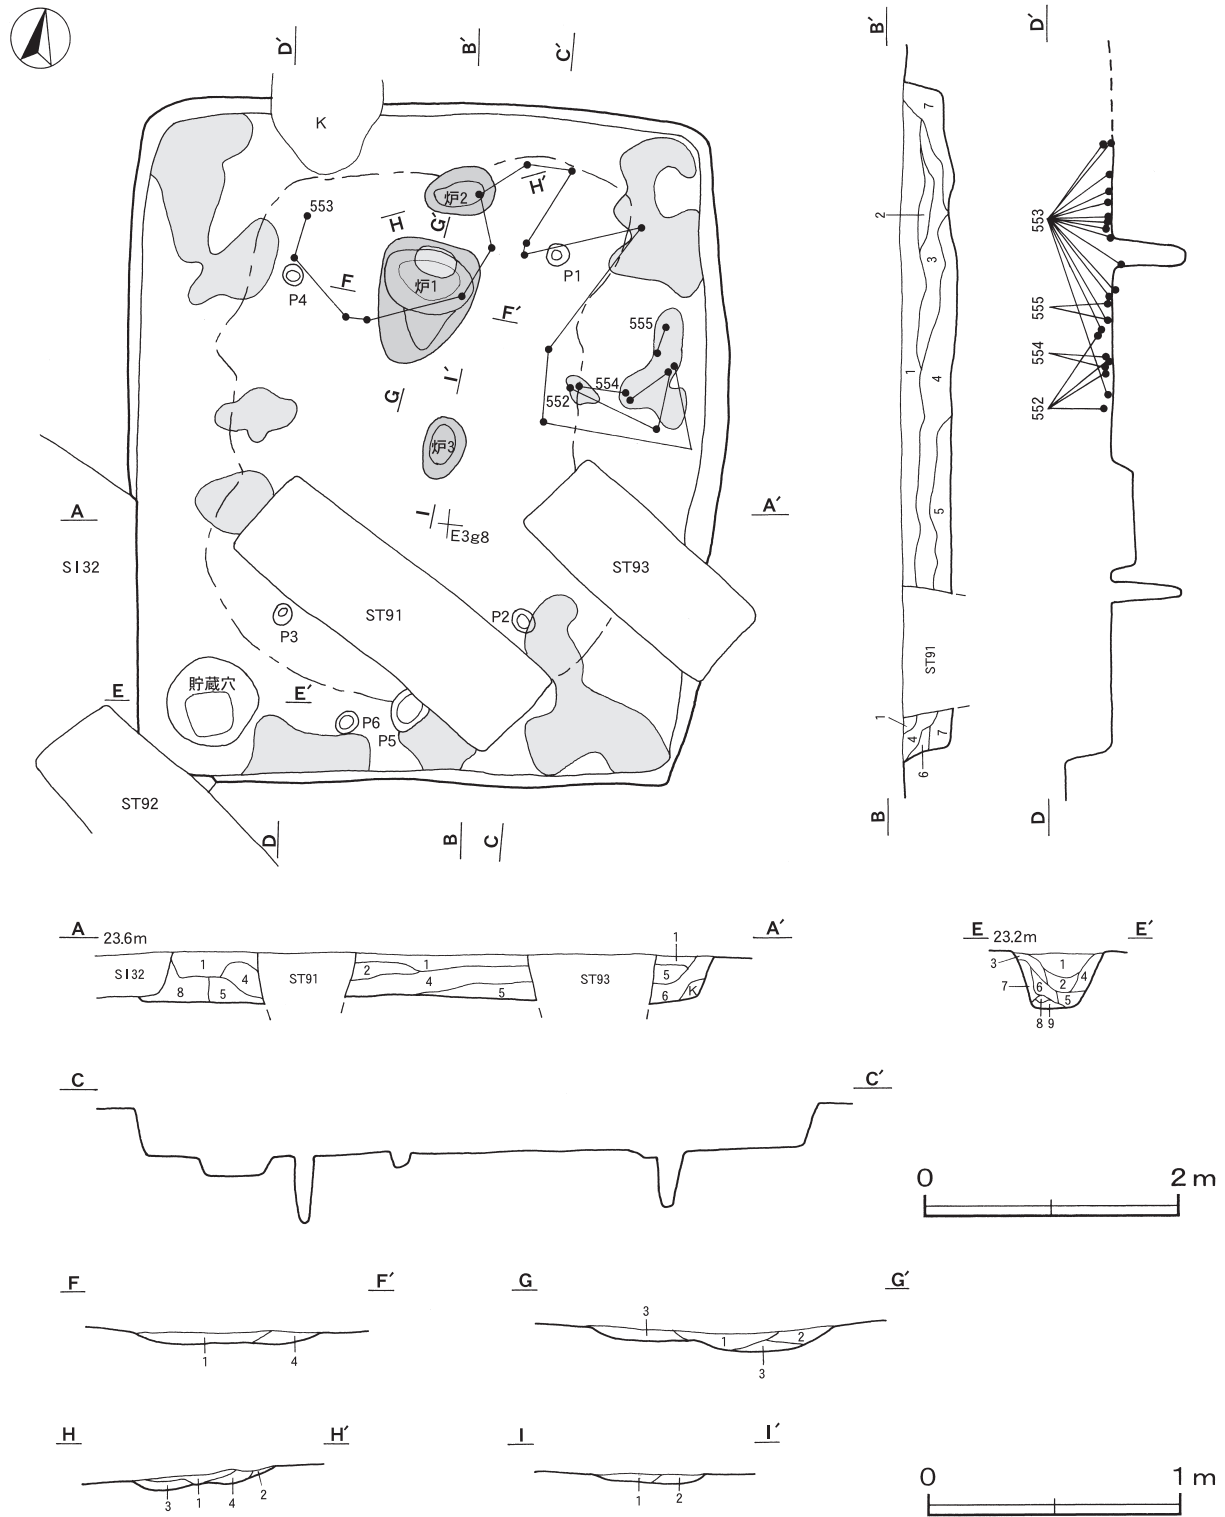 D′
B′
C′
B′
D′
K
7
炉2
H′
553
H
G′
2
553
炉1
P1
3
P4
F
F′
555
555
I′
G
1
4
554
554
552
552
炉3
A
I
E3g8
A′
5
SI32
ST93
ST91
P3
P2
ST91
貯蔵穴
E
E′
P6
P5
1
4
7
6
ST92
D
B
C
B
D
A 23.6m
A′
SI32
1
4
8
5
ST91
2
1
4
5
ST93
1
5
6
K
E 23.2m
E′
3
1
4
7
6
2
5
8 9
C
C′
0 2m
F
F′
1
4
G
G′
3
1
2
3
H
H′
3
1
4
2
I
I′
1
2
0 1m